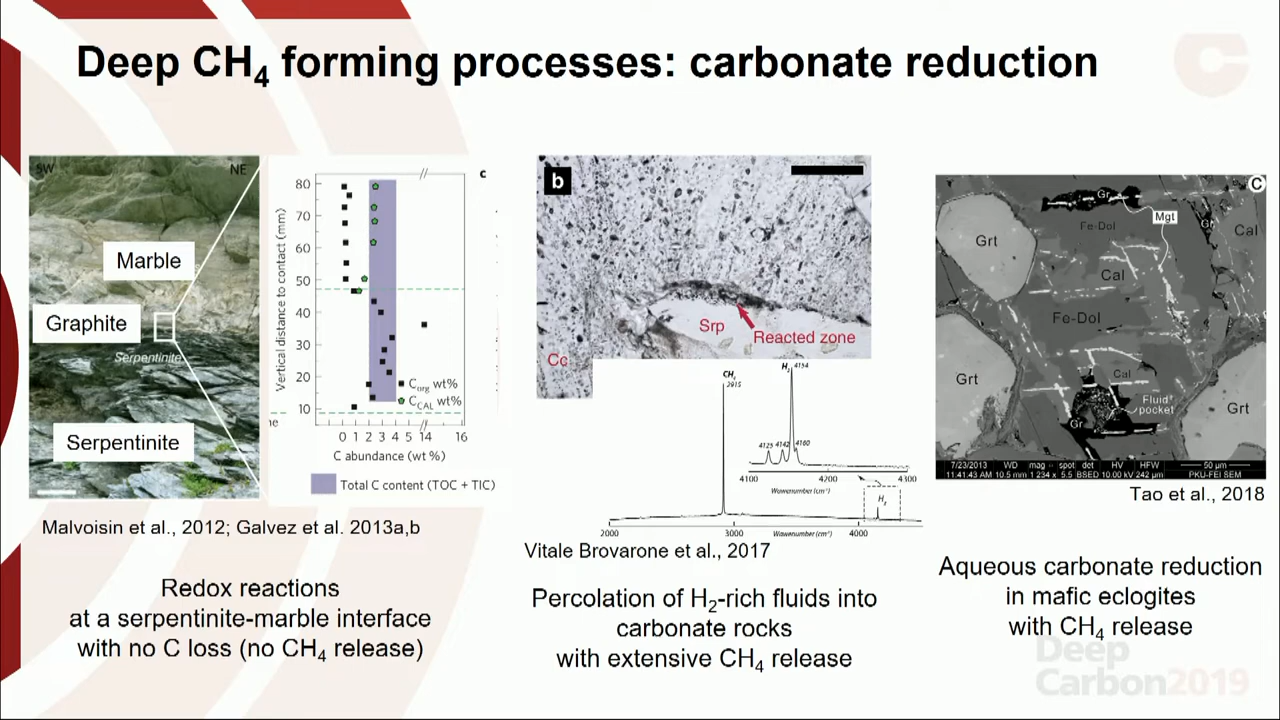 Deep CH4 forming processes: carbonate reduction
SW
NE
Marble
Graphite
Serpentinite
Serpentinite
c
Vertical distance to contact (mm)
80
70
60
50
40
30
20
10
Corg wt%
CCAL wt%
0 1 2 3 4 5 14 16
C abundance (wt %)
Total C content (TOC + TIC)
Malvoisin et al., 2012; Galvez et al. 2013a,b
Redox reactions
at a serpentinite-marble interface
with no C loss (no CH4 release)
b
Srp
Reacted zone
Cc
CH4
2915
H2
4154
4125
4142
4160
4100 4200 4300
Wavenumber (cm-1)
H2
2000 3000 4000
Wavenumber (cm-1)
Vitale Brovarone et al., 2017
Percolation of H2-rich fluids into
carbonate rocks
with extensive CH4 release
C
Gr
Mgt
Gr
Cal
Grt
Fe-Dol
Cal
Fe-Dol
Grt
Cal
Fluid
pocket
Gr
Grt
7/23/2013 WD mag spot det HV HFW 50 µm
11:41:43 AM 10.5 mm 1 234 x 5.5 BSED 10.00 kV 242 µm PKU-FEI SEM
Tao et al., 2018
Aqueous carbonate reduction
in mafic eclogites
with CH4 release
Deep
Carbon2019